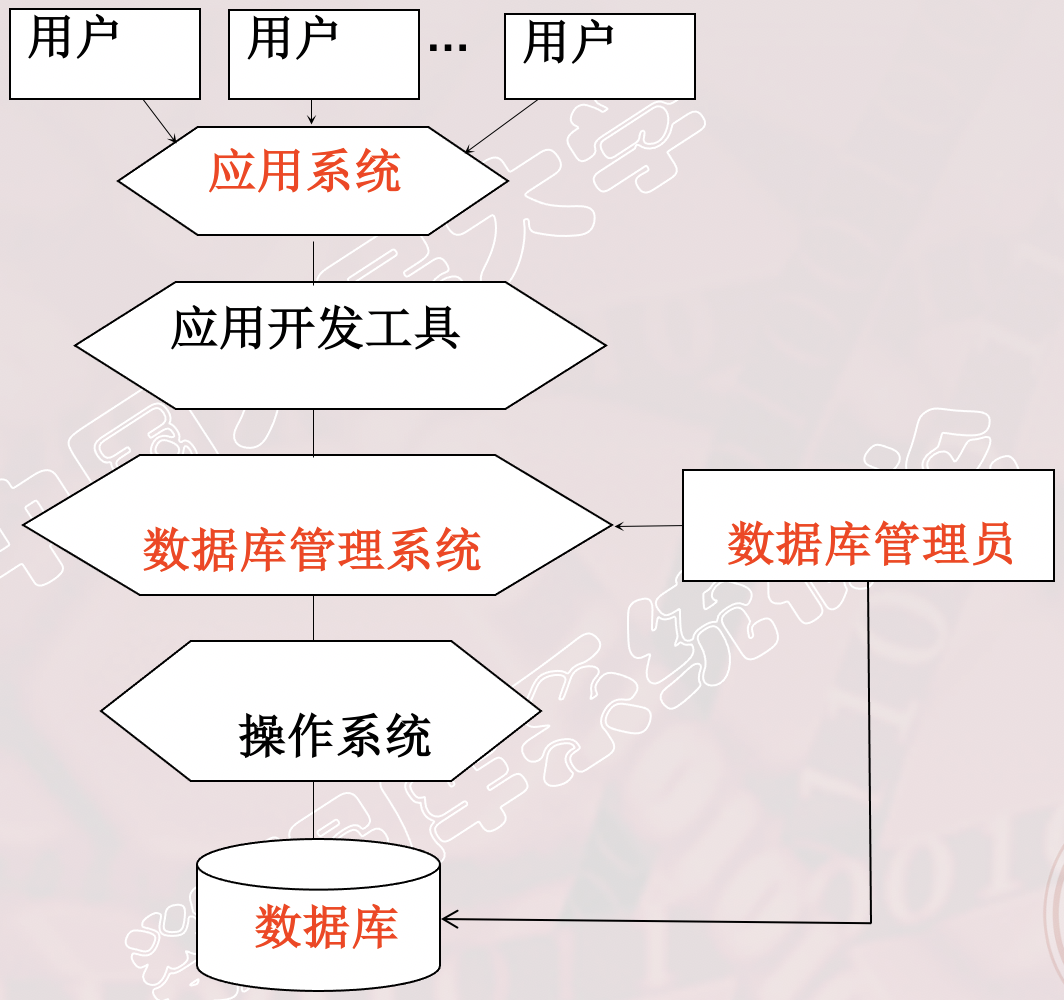 用户
用户
...
用户
应用系统
应用开发工具
数据库管理系统
数据库管理员
操作系统
数据库